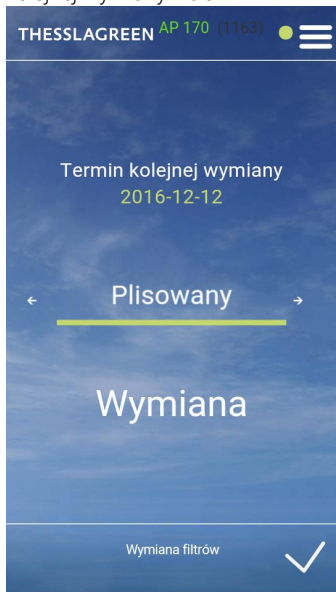 THESSLAGREEN AP 170 (1163)
Termin kolejnej wymiany
2016-12-12
← Plisowany →
Wymiana
Wymiana filtrów